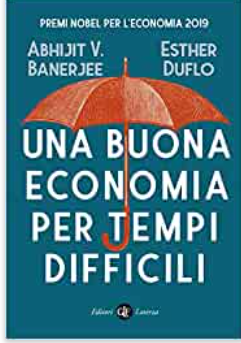 PREMI NOBEL PER L'ECONOMIA 2019
ABHIJIT V. ESTHER
BANERJEE DUFLO
UNA BUONA
ECONOMIA
PER TEMPI
DIFFICILI
Editori Laterza